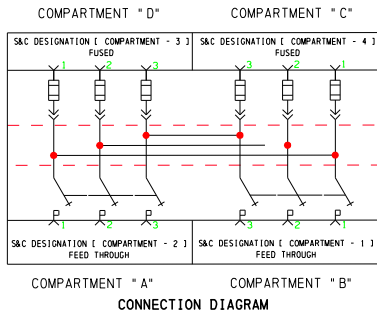 COMPARTMENT "D" COMPARTMENT "C"
S&C DESIGNATION [ COMPARTMENT - 3 ] S&C DESIGNATION [ COMPARTMENT - 4 ]
FUSED FUSED
1 2 3 3 2 1
1 2 3 3 2 1
S&C DESIGNATION [ COMPARTMENT - 2 ] S&C DESIGNATION [ COMPARTMENT - 1 ]
FEED THROUGH FEED THROUGH
COMPARTMENT "A" COMPARTMENT "B"
CONNECTION DIAGRAM